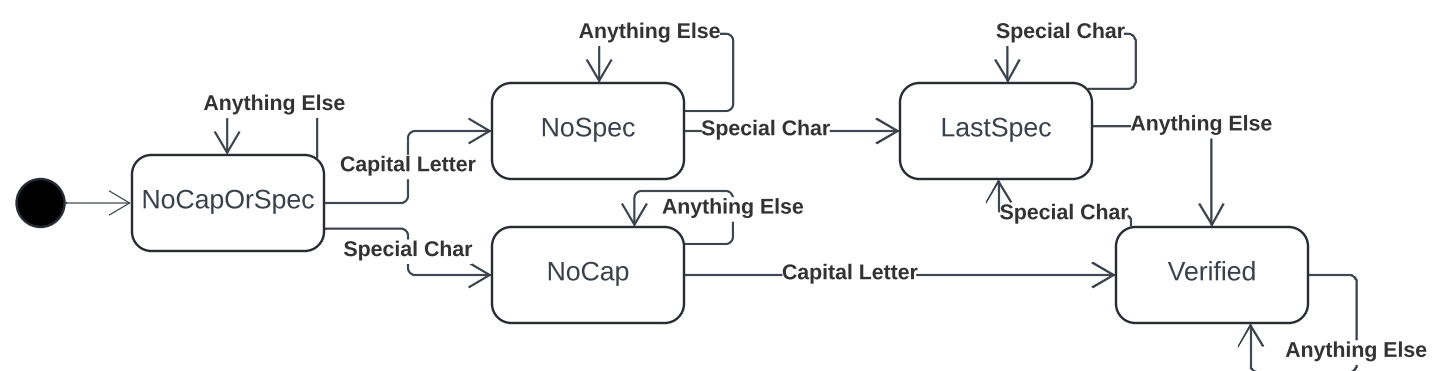 Anything Else
Special Char
Anything Else
NoSpec
Special Char
LastSpec
Anything Else
Capital Letter
NoCapOrSpec
Anything Else
Special Char
Special Char
NoCap
Capital Letter
Verified
Anything Else